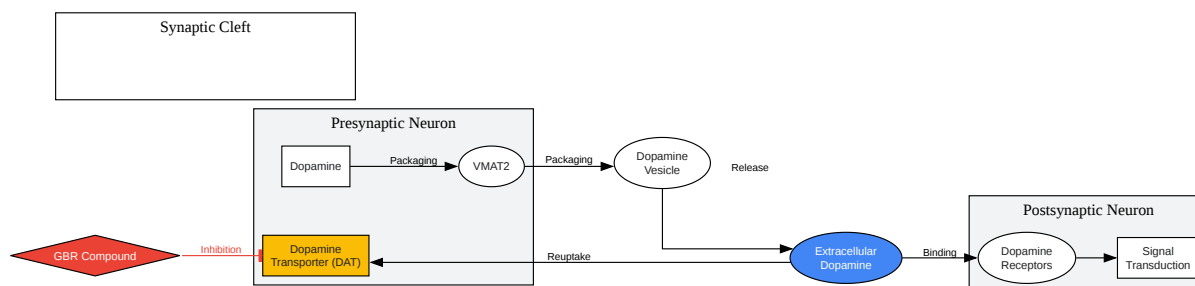 Synaptic Cleft
Presynaptic Neuron
Dopamine
Packaging
VMAT2
Packaging
Dopamine
Vesicle
Release
Postsynaptic Neuron
GBR Compound
Inhibition
Dopamine
Transporter (DAT)
Reuptake
Extracellular
Dopamine
Binding
Dopamine
Receptors
Signal
Transduction